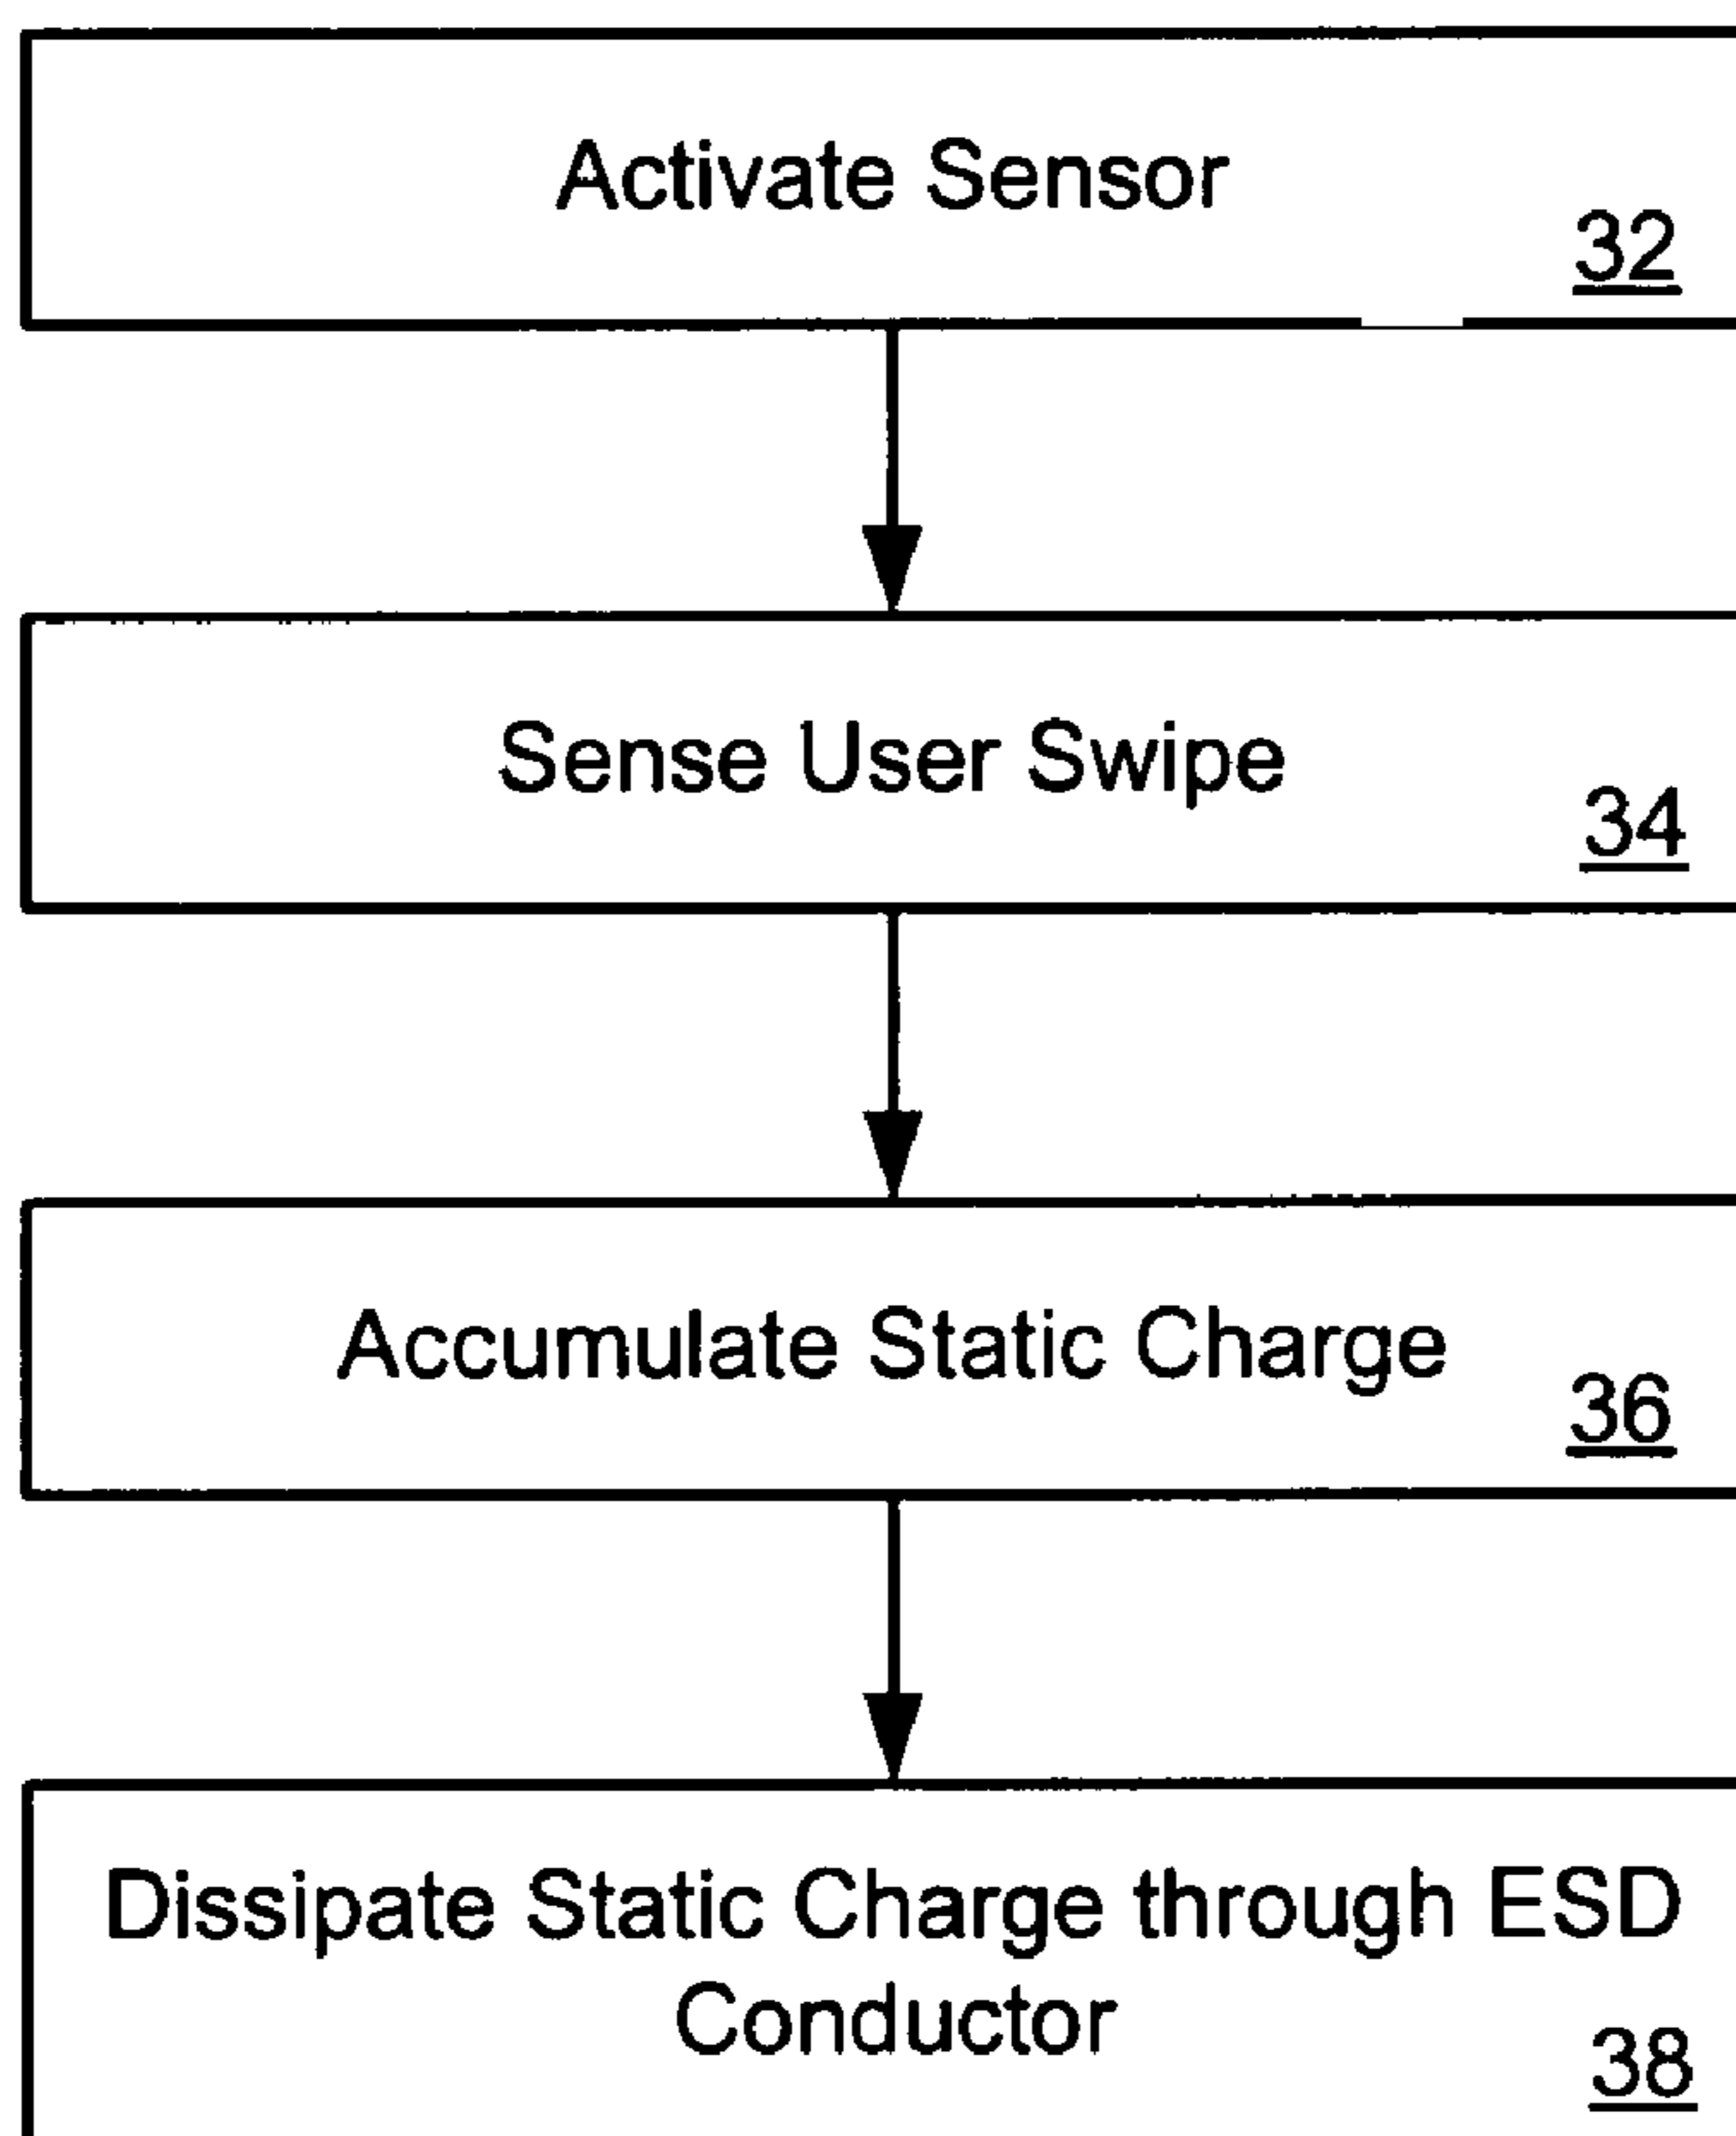 Activate Sensor
32
Sense User Swipe
34
Accumulate Static Charge
36
Dissipate Static Charge through ESD
Conductor
38